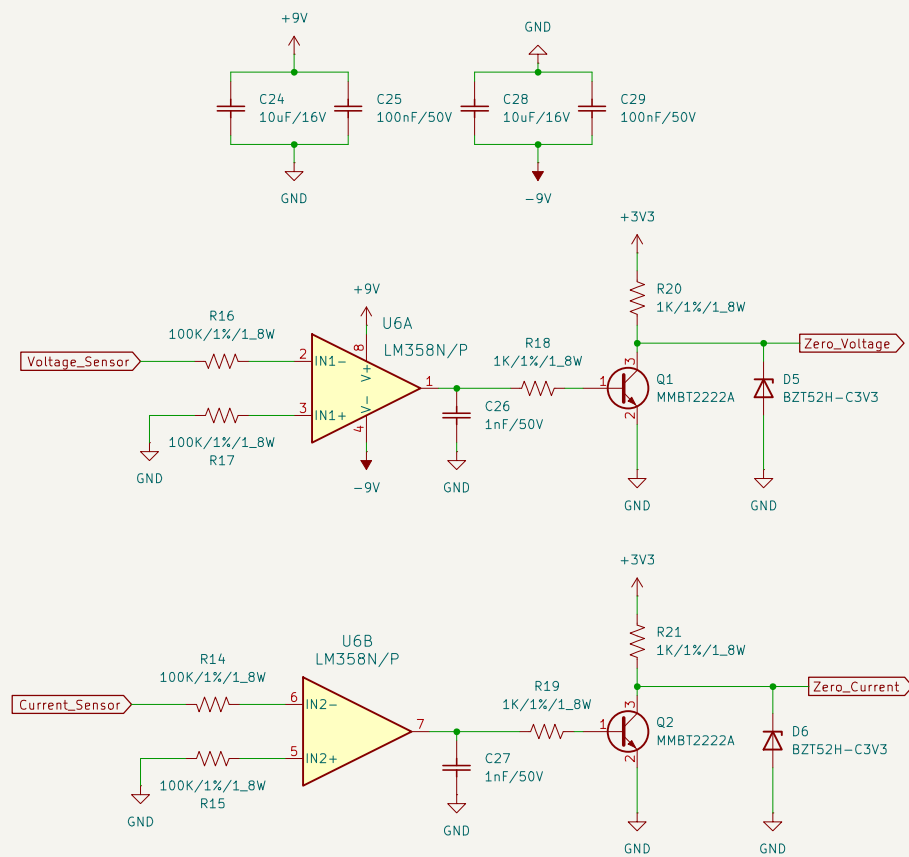 +9V
GND
C24
10uF/16V
C25
100nF/50V
C28
10uF/16V
C29
100nF/50V
GND
-9V
+3V3
R20
1K/1%/1_8W
+9V
R16
100K/1%/1_8W
U6A
LM358N/P
Voltage_Sensor
2
IN1-
8
V+
R18
1K/1%/1_8W
Zero_Voltage
3
1
1
Q1
MMBT2222A
2
D5
BZT52H-C3V3
3
IN1+
V-
4
C26
1nF/50V
100K/1%/1_8W
R17
GND
-9V
GND
GND
GND
+3V3
R21
1K/1%/1_8W
U6B
LM358N/P
R14
100K/1%/1_8W
Current_Sensor
6
IN2-
R19
1K/1%/1_8W
Zero_Current
3
7
1
Q2
MMBT2222A
2
D6
BZT52H-C3V3
5
IN2+
C27
1nF/50V
100K/1%/1_8W
R15
GND
GND
GND
GND